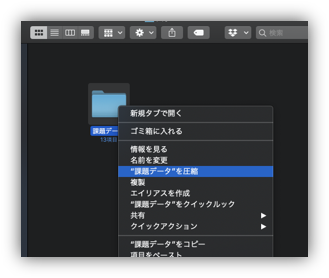 検索
課題デー
13項目
新規タブで開く
ゴミ箱に入れる
情報を見る
名前を変更
“課題データ”を圧縮
複製
エイリアスを作成
“課題データ”をクイックルック
共有
クイックアクション
“課題データ”をコピー
項目をペースト